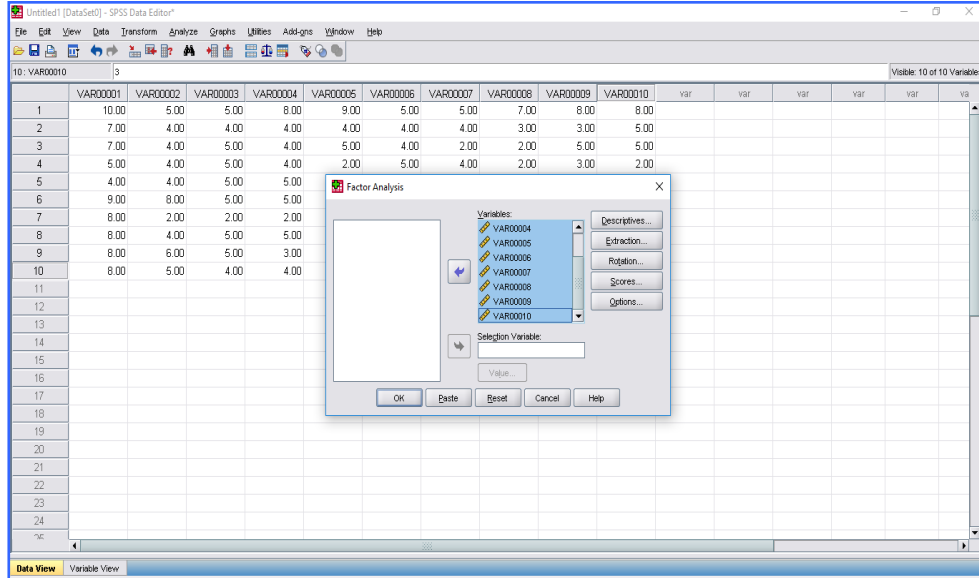 Untitled1 [DataSet0] - SPSS Data Editor*
File Edit View Data Transform Analyze Graphs Utilities Add-ons Window Help
10 : VAR00010 3 Visible: 10 of 10 Variable
VAR00001 VAR00002 VAR00003 VAR00004 VAR00005 VAR00006 VAR00007 VAR00008 VAR00009 VAR00010 var var var var va
1 10.00 5.00 5.00 8.00 9.00 5.00 5.00 7.00 8.00 8.00
2 7.00 4.00 4.00 4.00 4.00 4.00 4.00 3.00 3.00 5.00
3 7.00 4.00 5.00 4.00 5.00 4.00 2.00 2.00 5.00 5.00
4 5.00 4.00 4.00 4.00 2.00 5.00 4.00 2.00 3.00 2.00
5 4.00 4.00 5.00 5.00
6 9.00 8.00 5.00 5.00
7 8.00 2.00 2.00 2.00
8 8.00 4.00 5.00 5.00
9 8.00 6.00 5.00 3.00
10 8.00 5.00 4.00 4.00
11
12
13
14
15
16
17
18
19
20
21
22
23
24
Factor Analysis
Variables:
VAR00004
VAR00005
VAR00006
VAR00007
VAR00008
VAR00009
VAR00010
Descriptives...
Extraction...
Rotation...
Scores...
Options...
Selection Variable:
Value...
OK Paste Reset Cancel Help
Data View Variable View